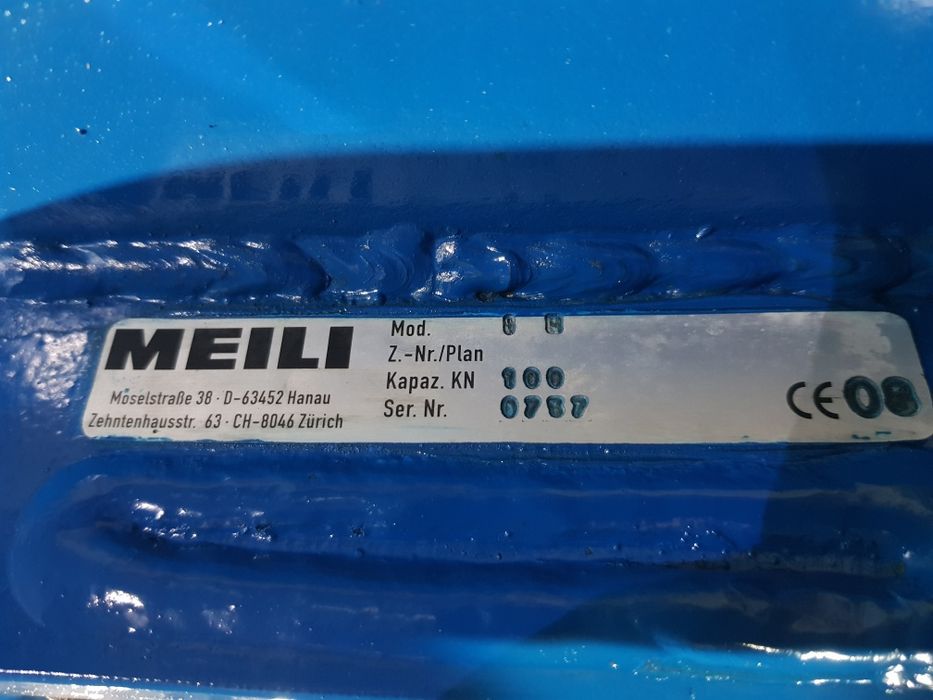 MEILI
Moselstraße 38 · D-63452 Hanau
Zehntenhausstr. 63 · CH-8046 Zürich
Mod. H
Z.-Nr./Plan
Kapaz. KN 100
Ser. Nr. 0787
CE 08